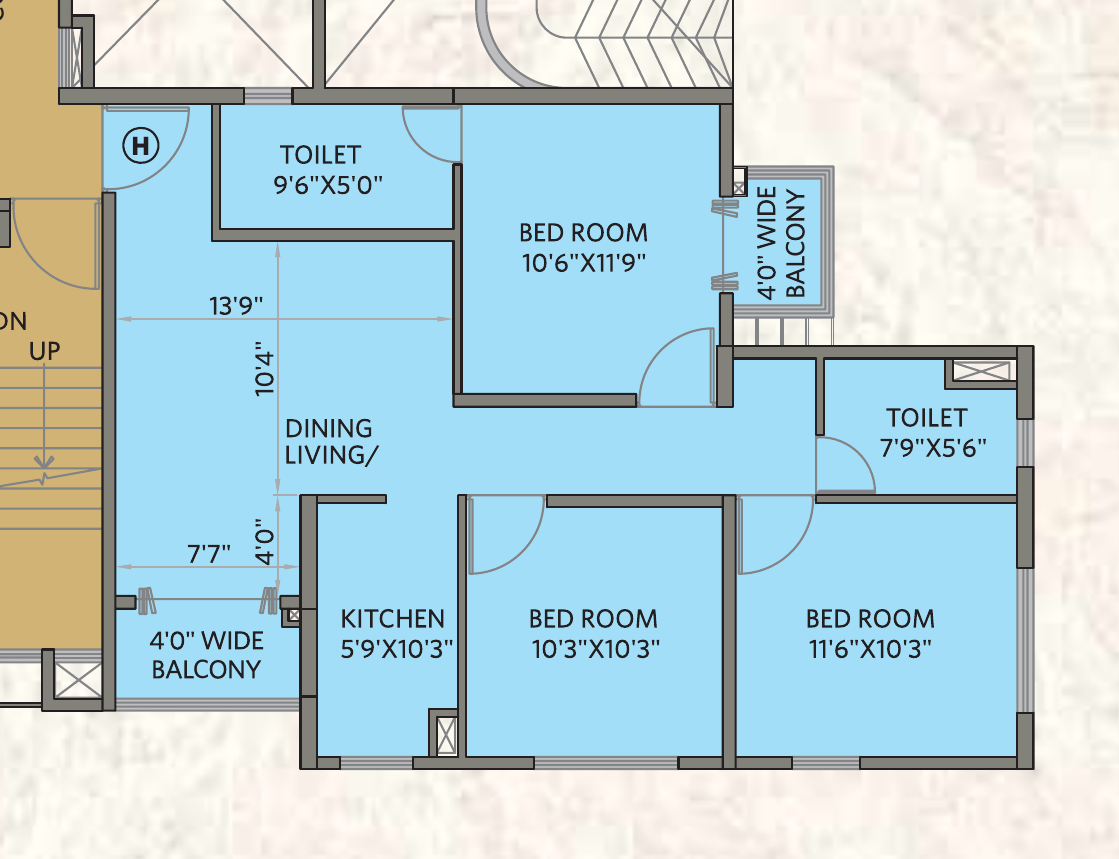 H
TOILET
9'6"X5'0"
BED ROOM
10'6"X11'9"
4'0" WIDE
BALCONY
13'9"
10'4"
ON
UP
DINING
LIVING/
TOILET
7'9"X5'6"
4'0"
7'7"
4'0" WIDE
BALCONY
KITCHEN
5'9'X10'3"
BED ROOM
10'3"X10'3"
BED ROOM
11'6"X10'3"